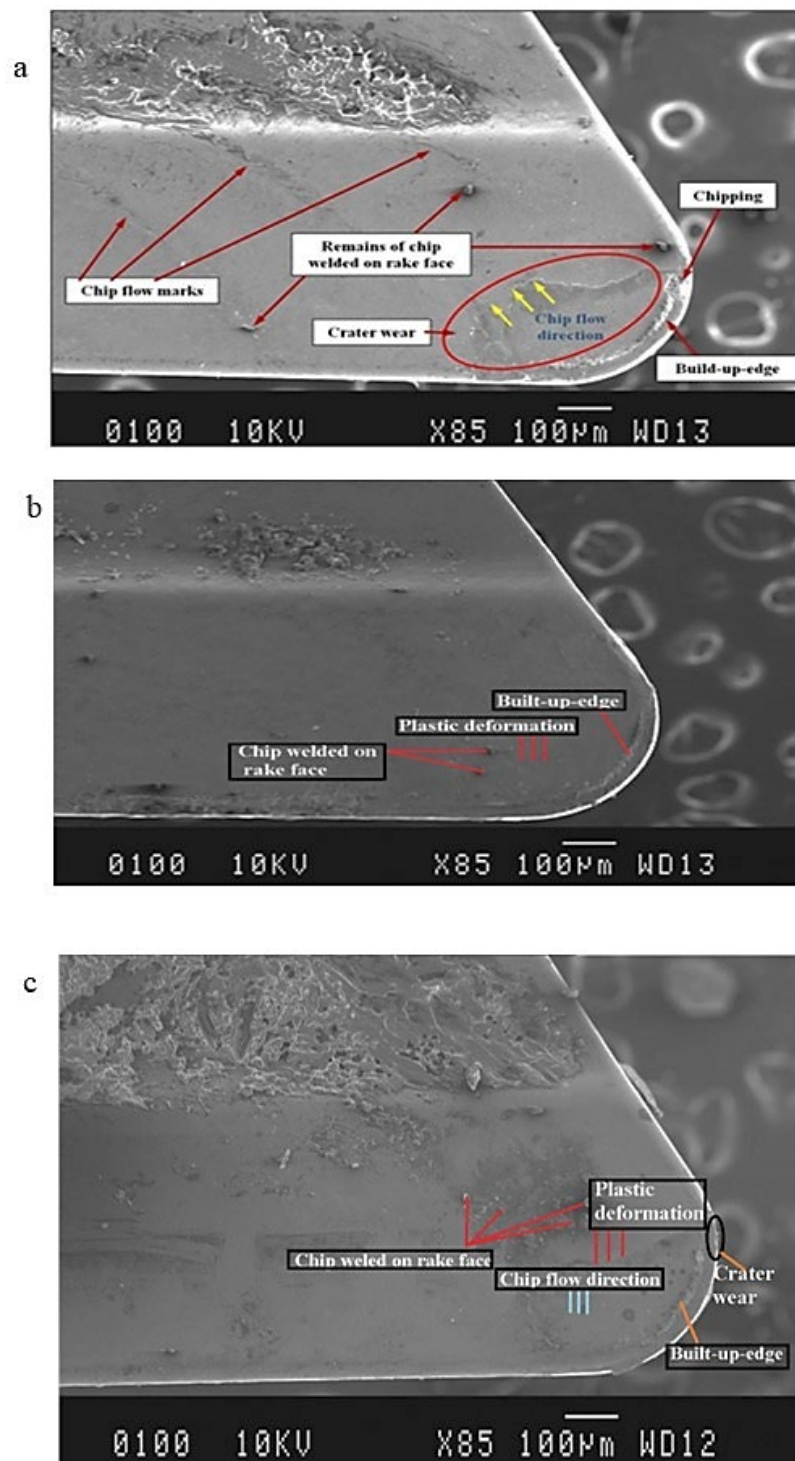 a
Chipping
Remains of chip
welded on rake face
Chip flow marks
Chip flow
direction
Crater wear
Build-up-edge
0100 10KV X85 100μm WD13
b
Built-up-edge
Plastic deformation
Chip welded on
rake face
0100 10KV X85 100μm WD13
c
Plastic
deformation
Chip weled on rake face
Chip flow direction
Crater
wear
Built-up-edge
0100 10KV X85 100μm WD12